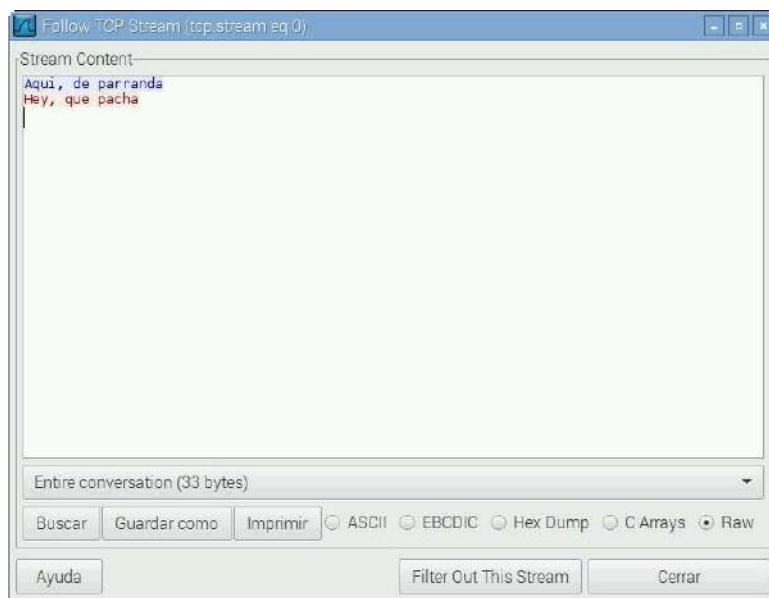 Follow TCP Stream (tcp.stream eq 0)
Stream Content
Aqui, de parranda
Hey, que pacha
Entire conversation (33 bytes)
Buscar Guardar como Imprimir ASCII EBCDIC Hex Dump C Arrays Raw
Ayuda Filter Out This Stream Cerrar